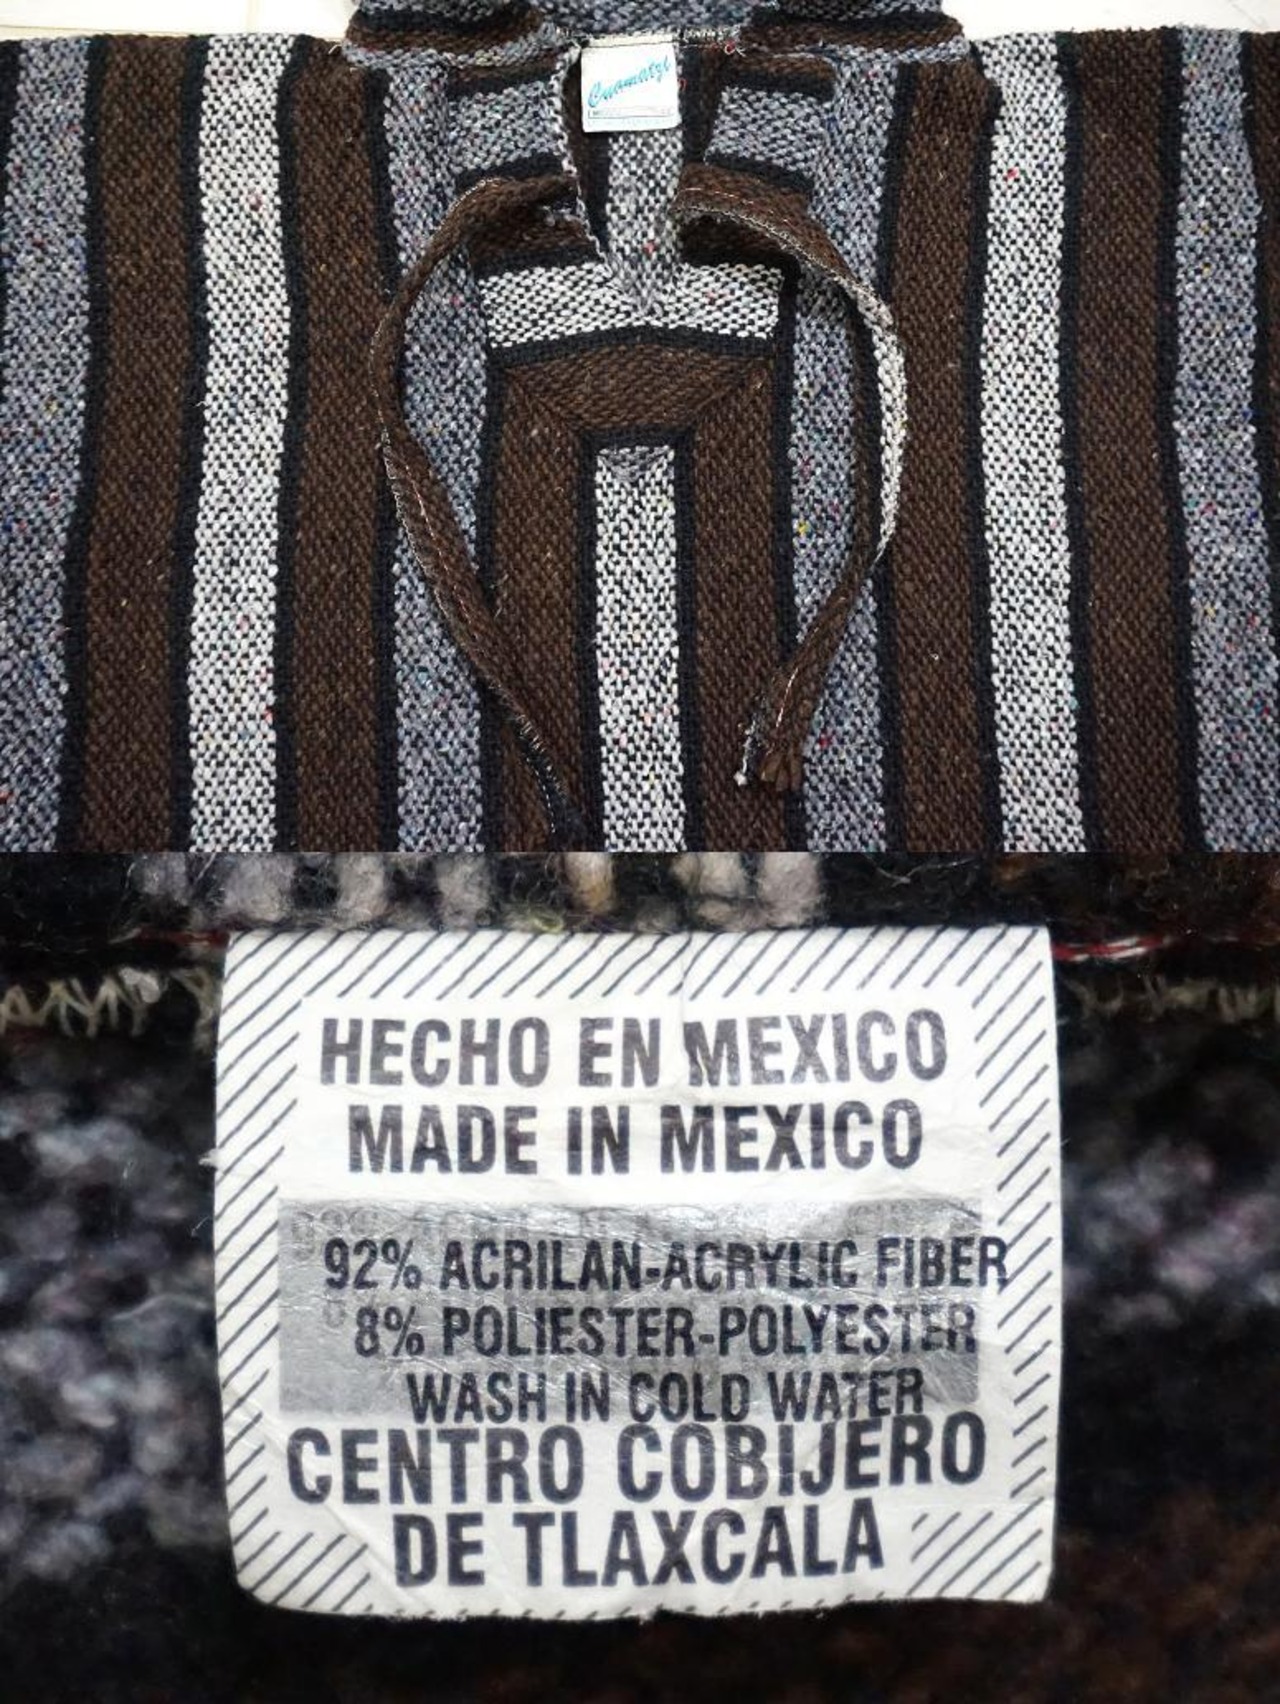 Cuamatzi
HECHO EN MEXICO
MADE IN MEXICO
92% ACRILAN-ACRYLIC FIBER
8% POLIESTER-POLYESTER
WASH IN COLD WATER
CENTRO COBIJERO
DE TLAXCALA